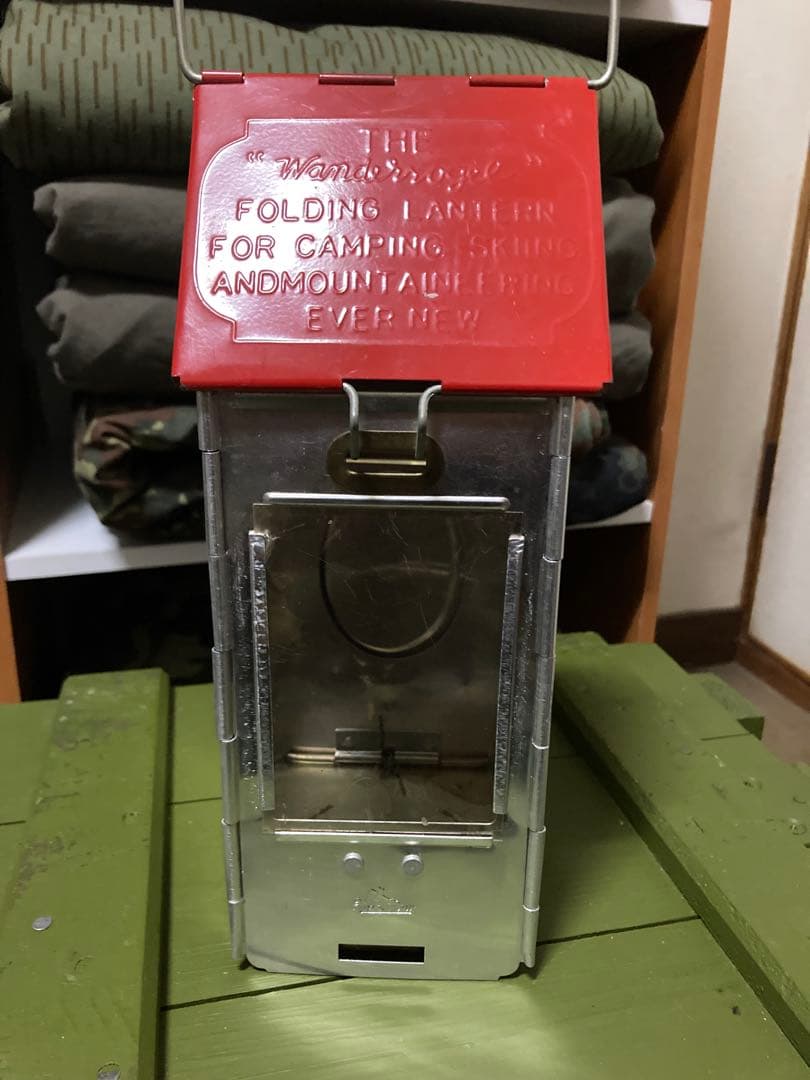 THE
"Wandervogel"
FOLDING LANTERN
FOR CAMPING SKIING
ANDMOUNTAINEERING
EVER NEW